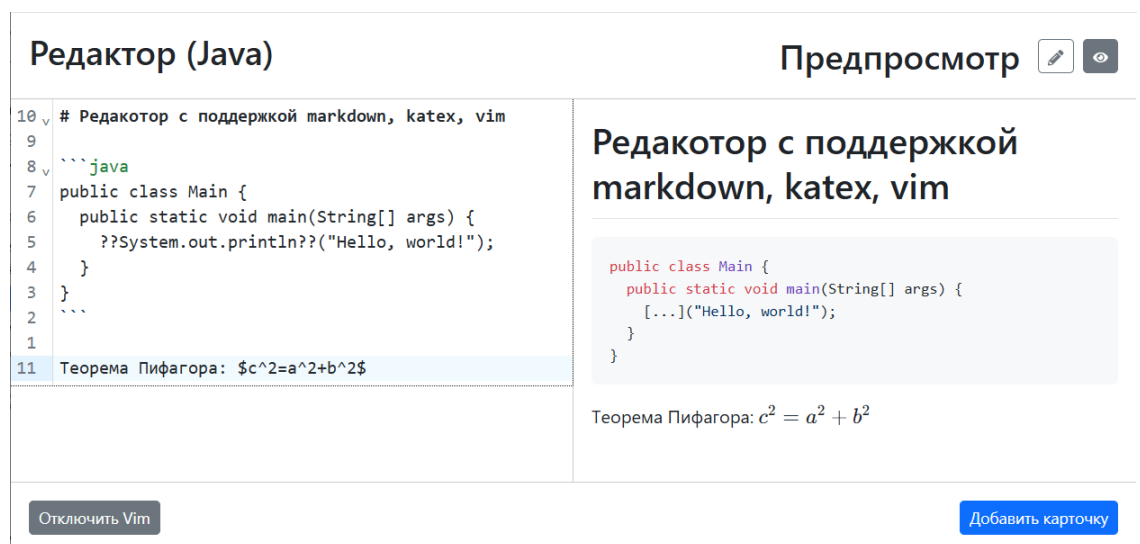 Редактор (Java)
Предпросмотр
10 # Редакотор с поддержкой markdown, katex, vim
9
8 ```java
7 public class Main {
6   public static void main(String[] args) {
5     ??System.out.println??("Hello, world!");
4   }
3 }
2 ```
1
11 Теорема Пифагора: $c^2=a^2+b^2$
Редакотор с поддержкой
markdown, katex, vim
public class Main {
  public static void main(String[] args) {
    [...]("Hello, world!");
  }
}
Теорема Пифагора: c² = a² + b²
Отключить Vim
Добавить карточку